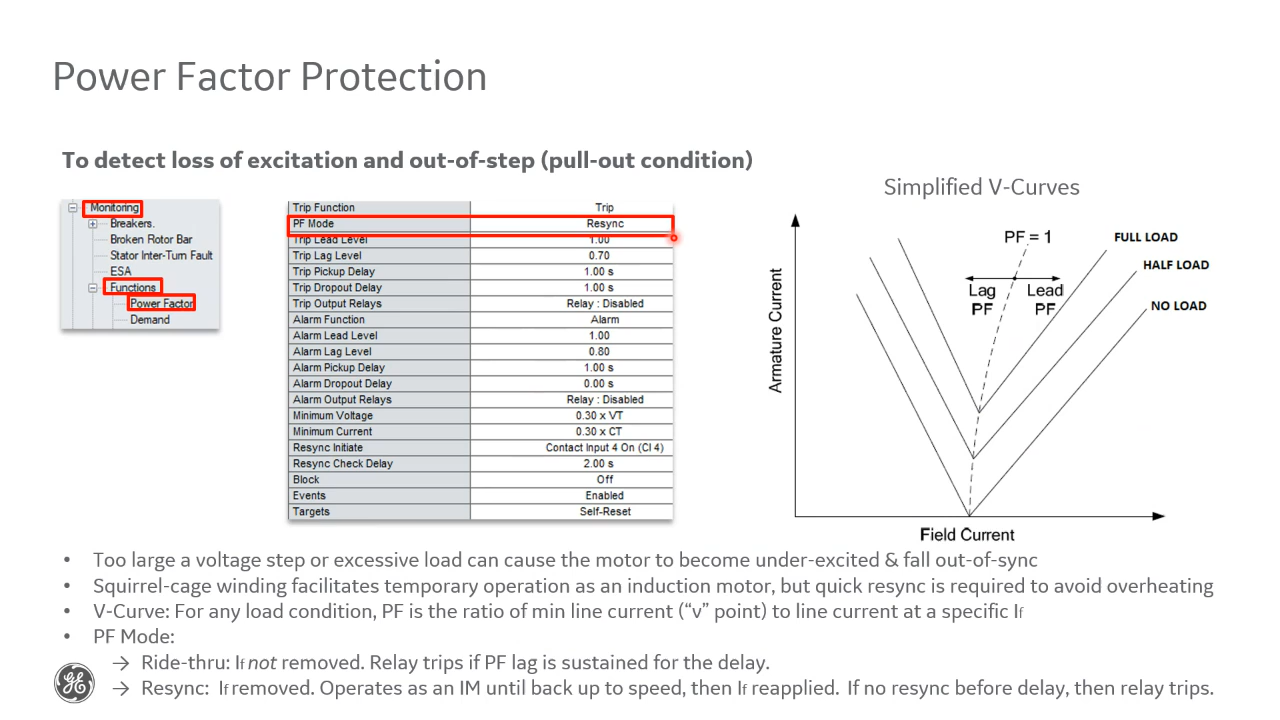 Power Factor Protection
To detect loss of excitation and out-of-step (pull-out condition)
Monitoring
Breakers.
Broken Rotor Bar
Stator Inter-Turn Fault
ESA
Functions
Power Factor
Demand
Trip Function Trip
PF Mode Resync
Trip Lead Level 1.00
Trip Lag Level 0.70
Trip Pickup Delay 1.00 s
Trip Dropout Delay 1.00 s
Trip Output Relays Relay : Disabled
Alarm Function Alarm
Alarm Lead Level 1.00
Alarm Lag Level 0.80
Alarm Pickup Delay 1.00 s
Alarm Dropout Delay 0.00 s
Alarm Output Relays Relay : Disabled
Minimum Voltage 0.30 x VT
Minimum Current 0.30 x CT
Resync Initiate Contact Input 4 On (CI 4)
Resync Check Delay 2.00 s
Block Off
Events Enabled
Targets Self-Reset
Simplified V-Curves
PF = 1
FULL LOAD
HALF LOAD
NO LOAD
Lag PF
Lead PF
Armature Current
Field Current
• Too large a voltage step or excessive load can cause the motor to become under-excited & fall out-of-sync
• Squirrel-cage winding facilitates temporary operation as an induction motor, but quick resync is required to avoid overheating
• V-Curve: For any load condition, PF is the ratio of min line current (“v” point) to line current at a specific If
• PF Mode:
→ Ride-thru: If not removed. Relay trips if PF lag is sustained for the delay.
→ Resync: If removed. Operates as an IM until back up to speed, then If reapplied. If no resync before delay, then relay trips.
GE